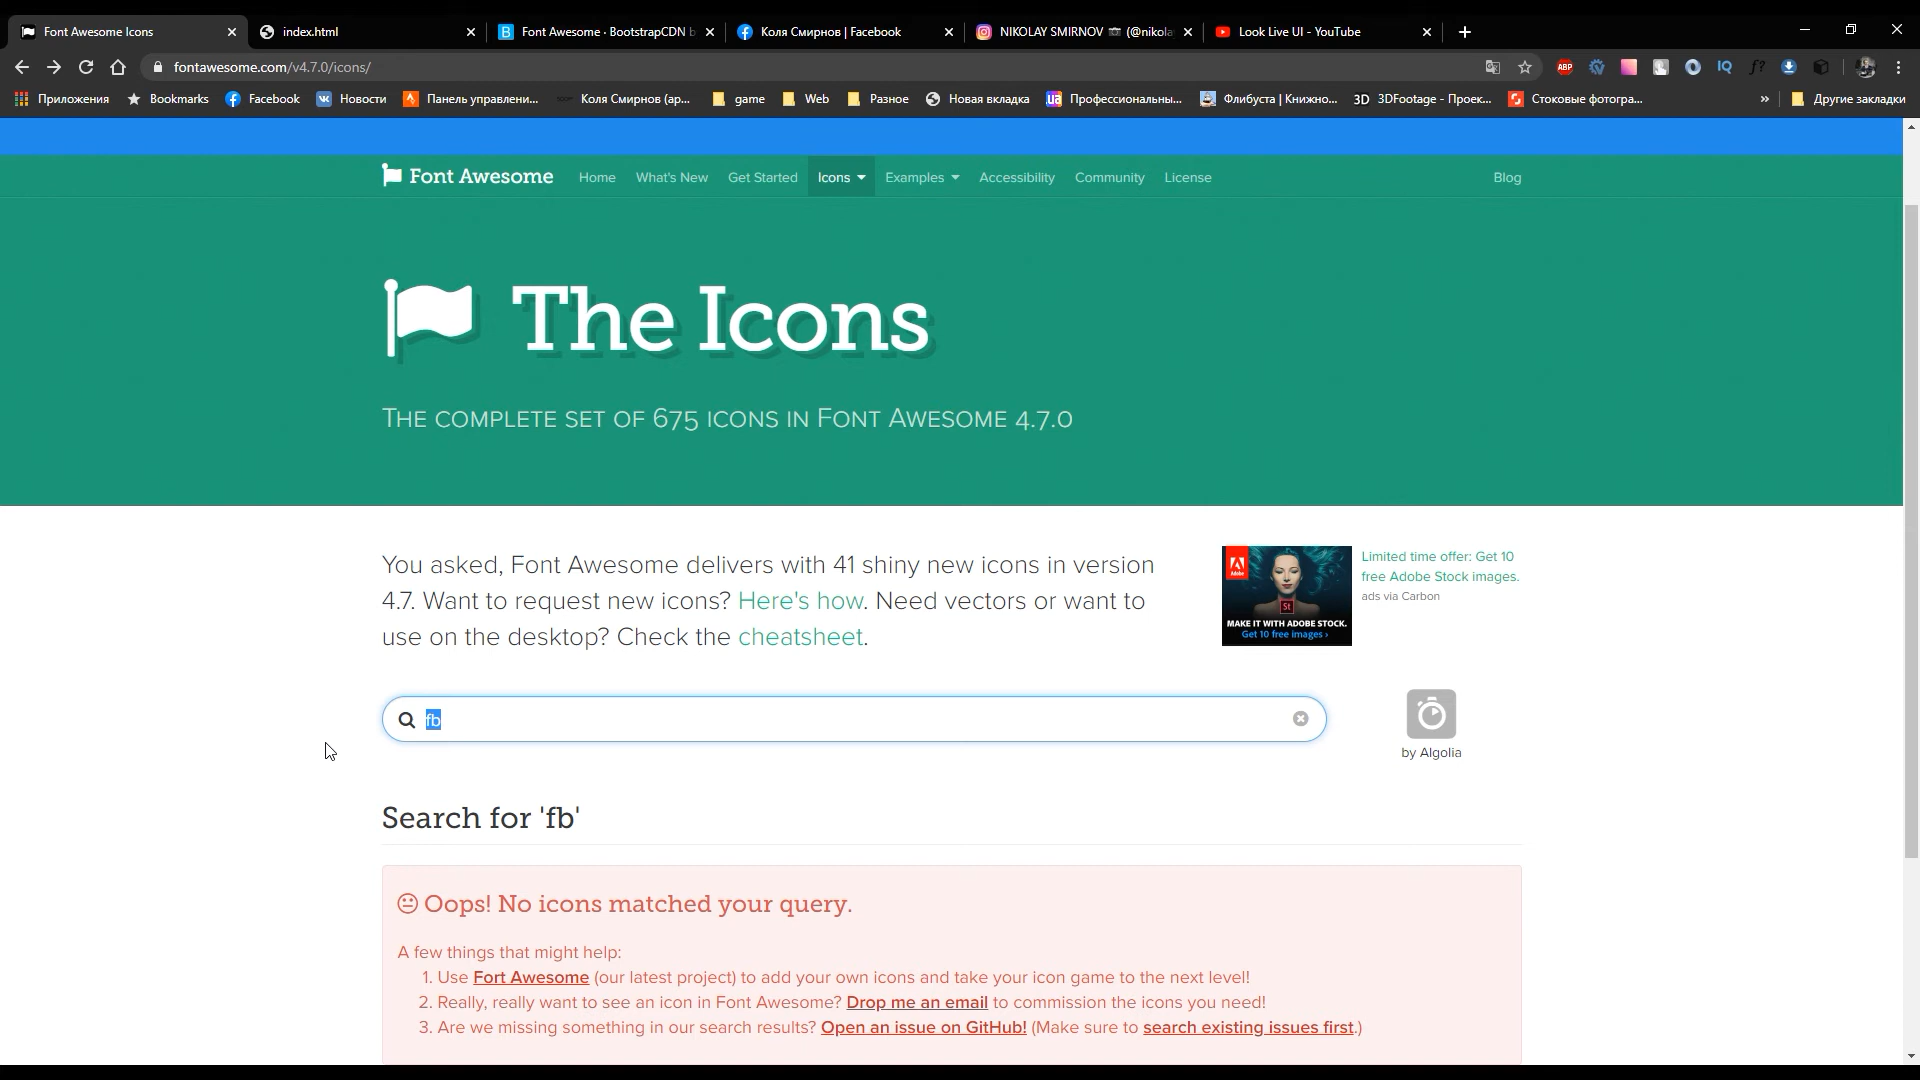 Font Awesome Icons
index.html
Font Awesome · BootstrapCDN b
Коля Смирнов | Facebook
NIKOLAY SMIRNOV 📷 (@nikola
Look Live UI - YouTube
fontawesome.com/v4.7.0/icons/
ABP
IQ
f?
Приложения
Bookmarks
Facebook
Новости
Панель управлени...
Коля Смирнов (ар...
game
Web
Разное
Новая вкладка
Профессиональны...
Флибуста | Книжно...
3D 3DFootage - Проек...
Стоковые фотогра...
»
Другие закладки
Font Awesome
Home
What's New
Get Started
Icons
Examples
Accessibility
Community
License
Blog
The Icons
The complete set of 675 icons in Font Awesome 4.7.0
You asked, Font Awesome delivers with 41 shiny new icons in version
4.7. Want to request new icons? Here's how. Need vectors or want to
use on the desktop? Check the cheatsheet.
Adobe
St
MAKE IT WITH ADOBE STOCK.
Get 10 free images ›
Limited time offer: Get 10
free Adobe Stock images.
ads via Carbon
fb
by Algolia
Search for 'fb'
Oops! No icons matched your query.
A few things that might help:
1. Use Fort Awesome (our latest project) to add your own icons and take your icon game to the next level!
2. Really, really want to see an icon in Font Awesome? Drop me an email to commission the icons you need!
3. Are we missing something in our search results? Open an issue on GitHub! (Make sure to search existing issues first.)